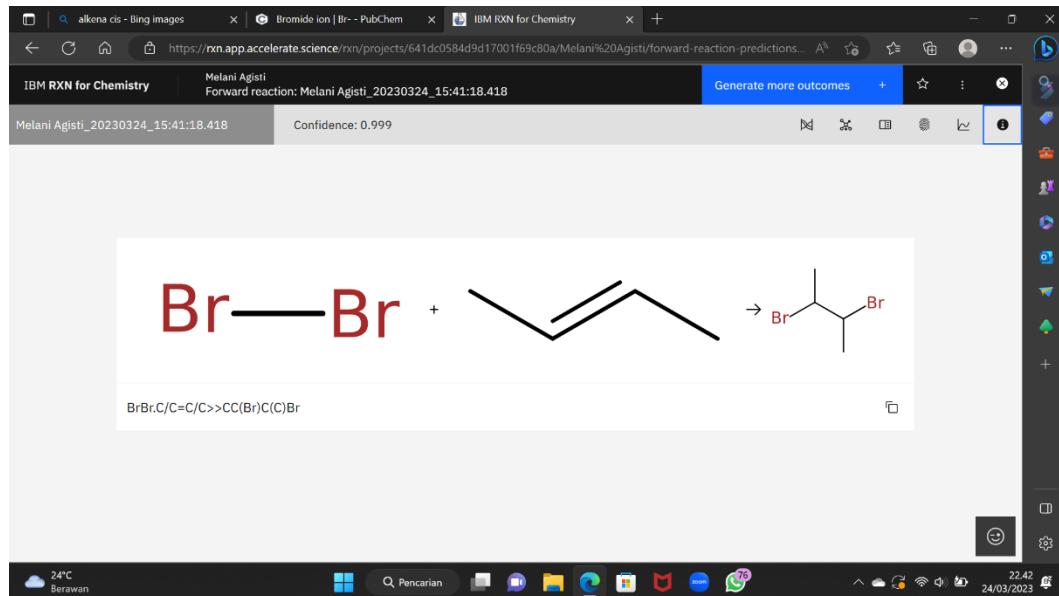 alkena cis - Bing images
Bromide ion | Br- - PubChem
IBM RXN for Chemistry
https://rxn.app.accelerate.science/rxn/projects/641dc0584d9d17001f69c80a/Melani%20Agisti/forward-reaction-predictions...
IBM RXN for Chemistry
Melani Agisti
Forward reaction: Melani Agisti_20230324_15:41:18.418
Generate more outcomes +
Melani Agisti_20230324_15:41:18.418
Confidence: 0.999
Br Br + → Br Br
BrBr.C/C=C/C>>CC(Br)C(C)Br
24°C
Berawan
Pencarian
zoom
76
22.42
24/03/2023